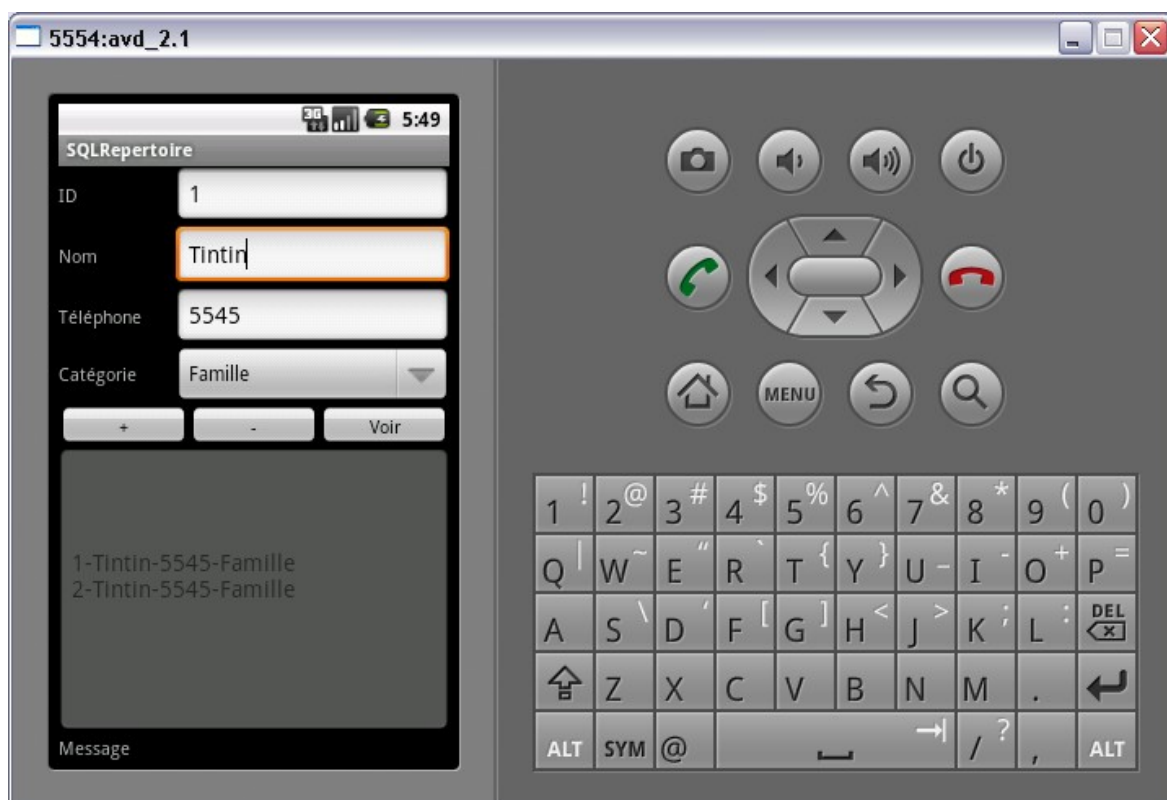 5554:avd_2.1
3G 5:49
SQLRepertoire
ID 1
Nom Tintin
Téléphone 5545
Catégorie Famille
+ - Voir
1-Tintin-5545-Famille
2-Tintin-5545-Famille
Message
MENU
1 ! 2 @ 3 # 4 $ 5 % 6 ^ 7 & 8 * 9 ( 0 )
Q | W ~ E " R ` T { Y } U _ I - O + P =
A S \ D ' F [ G ] H < J > K ; L : DEL
Z X C V B N M .
ALT SYM @ / ? , ALT